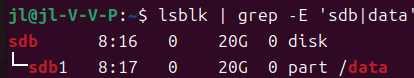 jl@jl-V-V-P:~$ lsblk | grep -E 'sdb|data'
sdb      8:16   0    20G  0 disk
└─sdb1   8:17   0    20G  0 part /data